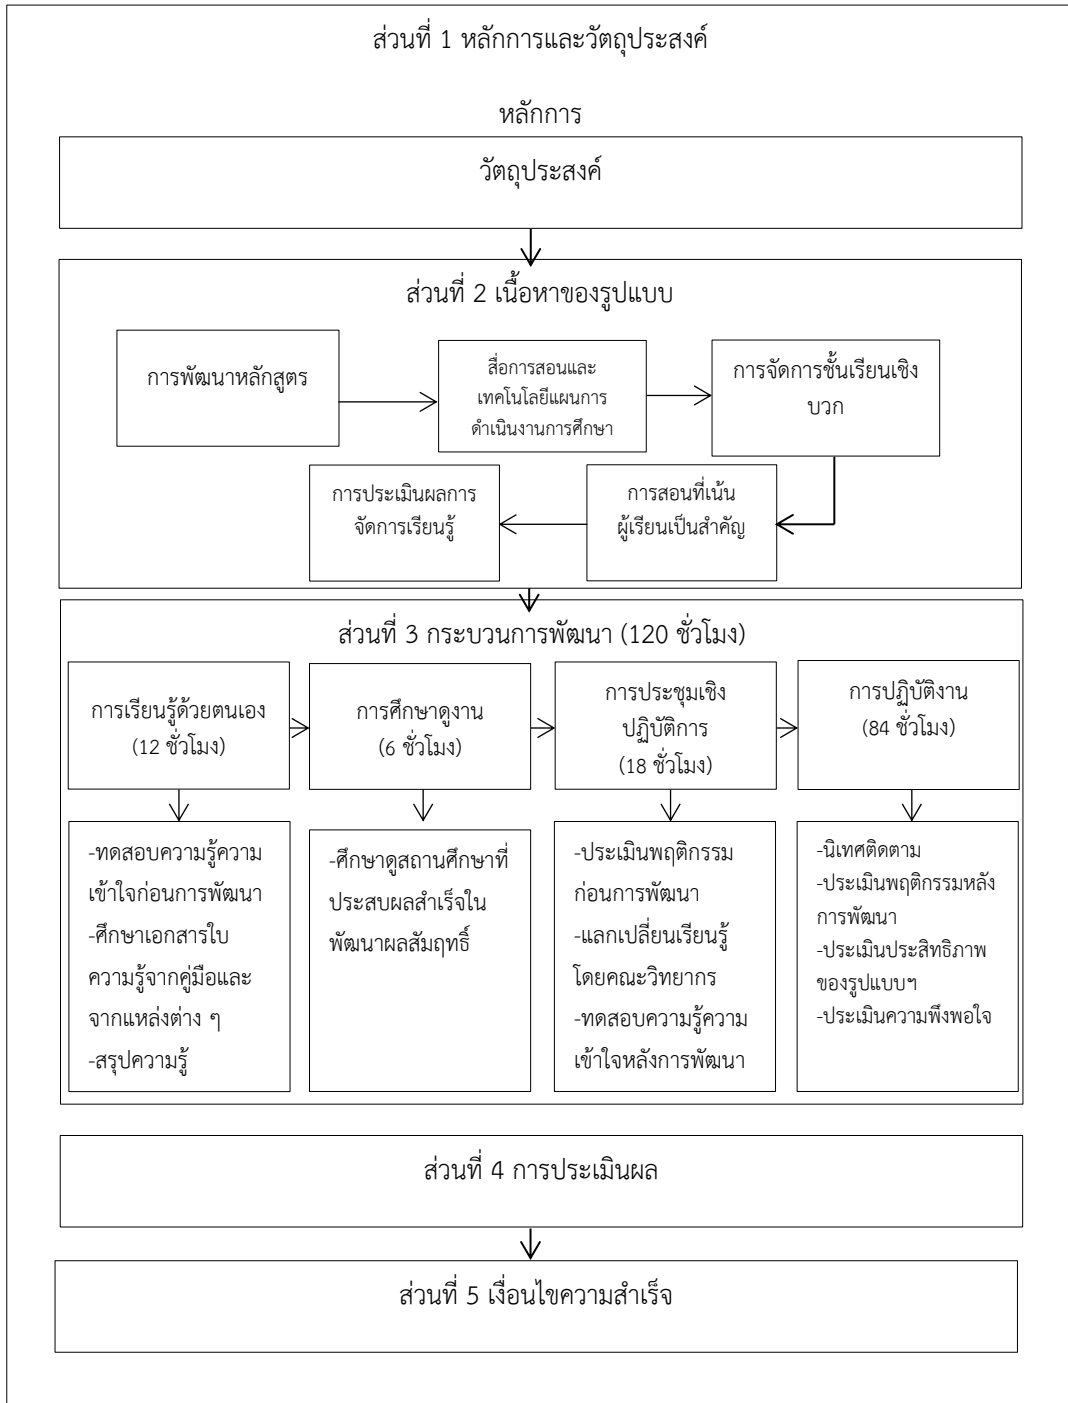 ส่วนที่ 1 หลักการและวัตถุประสงค์
หลักการ
วัตถุประสงค์
ส่วนที่ 2 เนื้อหาของรูปแบบ
การพัฒนาหลักสูตร
สื่อการสอนและ
เทคโนโลยีแผนการ
ดำเนินงานการศึกษา
การจัดการชั้นเรียนเชิง
บวก
การสอนที่เน้น
ผู้เรียนเป็นสำคัญ
การประเมินผลการ
จัดการเรียนรู้
ส่วนที่ 3 กระบวนการพัฒนา (120 ชั่วโมง)
การเรียนรู้ด้วยตนเอง
(12 ชั่วโมง)
การศึกษาดูงาน
(6 ชั่วโมง)
การประชุมเชิง
ปฏิบัติการ
(18 ชั่วโมง)
การปฏิบัติงาน
(84 ชั่วโมง)
-ทดสอบความรู้ความ
เข้าใจก่อนการพัฒนา
-ศึกษาเอกสารใบ
ความรู้จากคู่มือและ
จากแหล่งต่าง ๆ
-สรุปความรู้
-ศึกษาดูสถานศึกษาที่
ประสบผลสำเร็จใน
พัฒนาผลสัมฤทธิ์
-ประเมินพฤติกรรม
ก่อนการพัฒนา
-แลกเปลี่ยนเรียนรู้
โดยคณะวิทยากร
-ทดสอบความรู้ความ
เข้าใจหลังการพัฒนา
-นิเทศติดตาม
-ประเมินพฤติกรรมหลัง
การพัฒนา
-ประเมินประสิทธิภาพ
ของรูปแบบฯ
-ประเมินความพึงพอใจ
ส่วนที่ 4 การประเมินผล
ส่วนที่ 5 เงื่อนไขความสำเร็จ